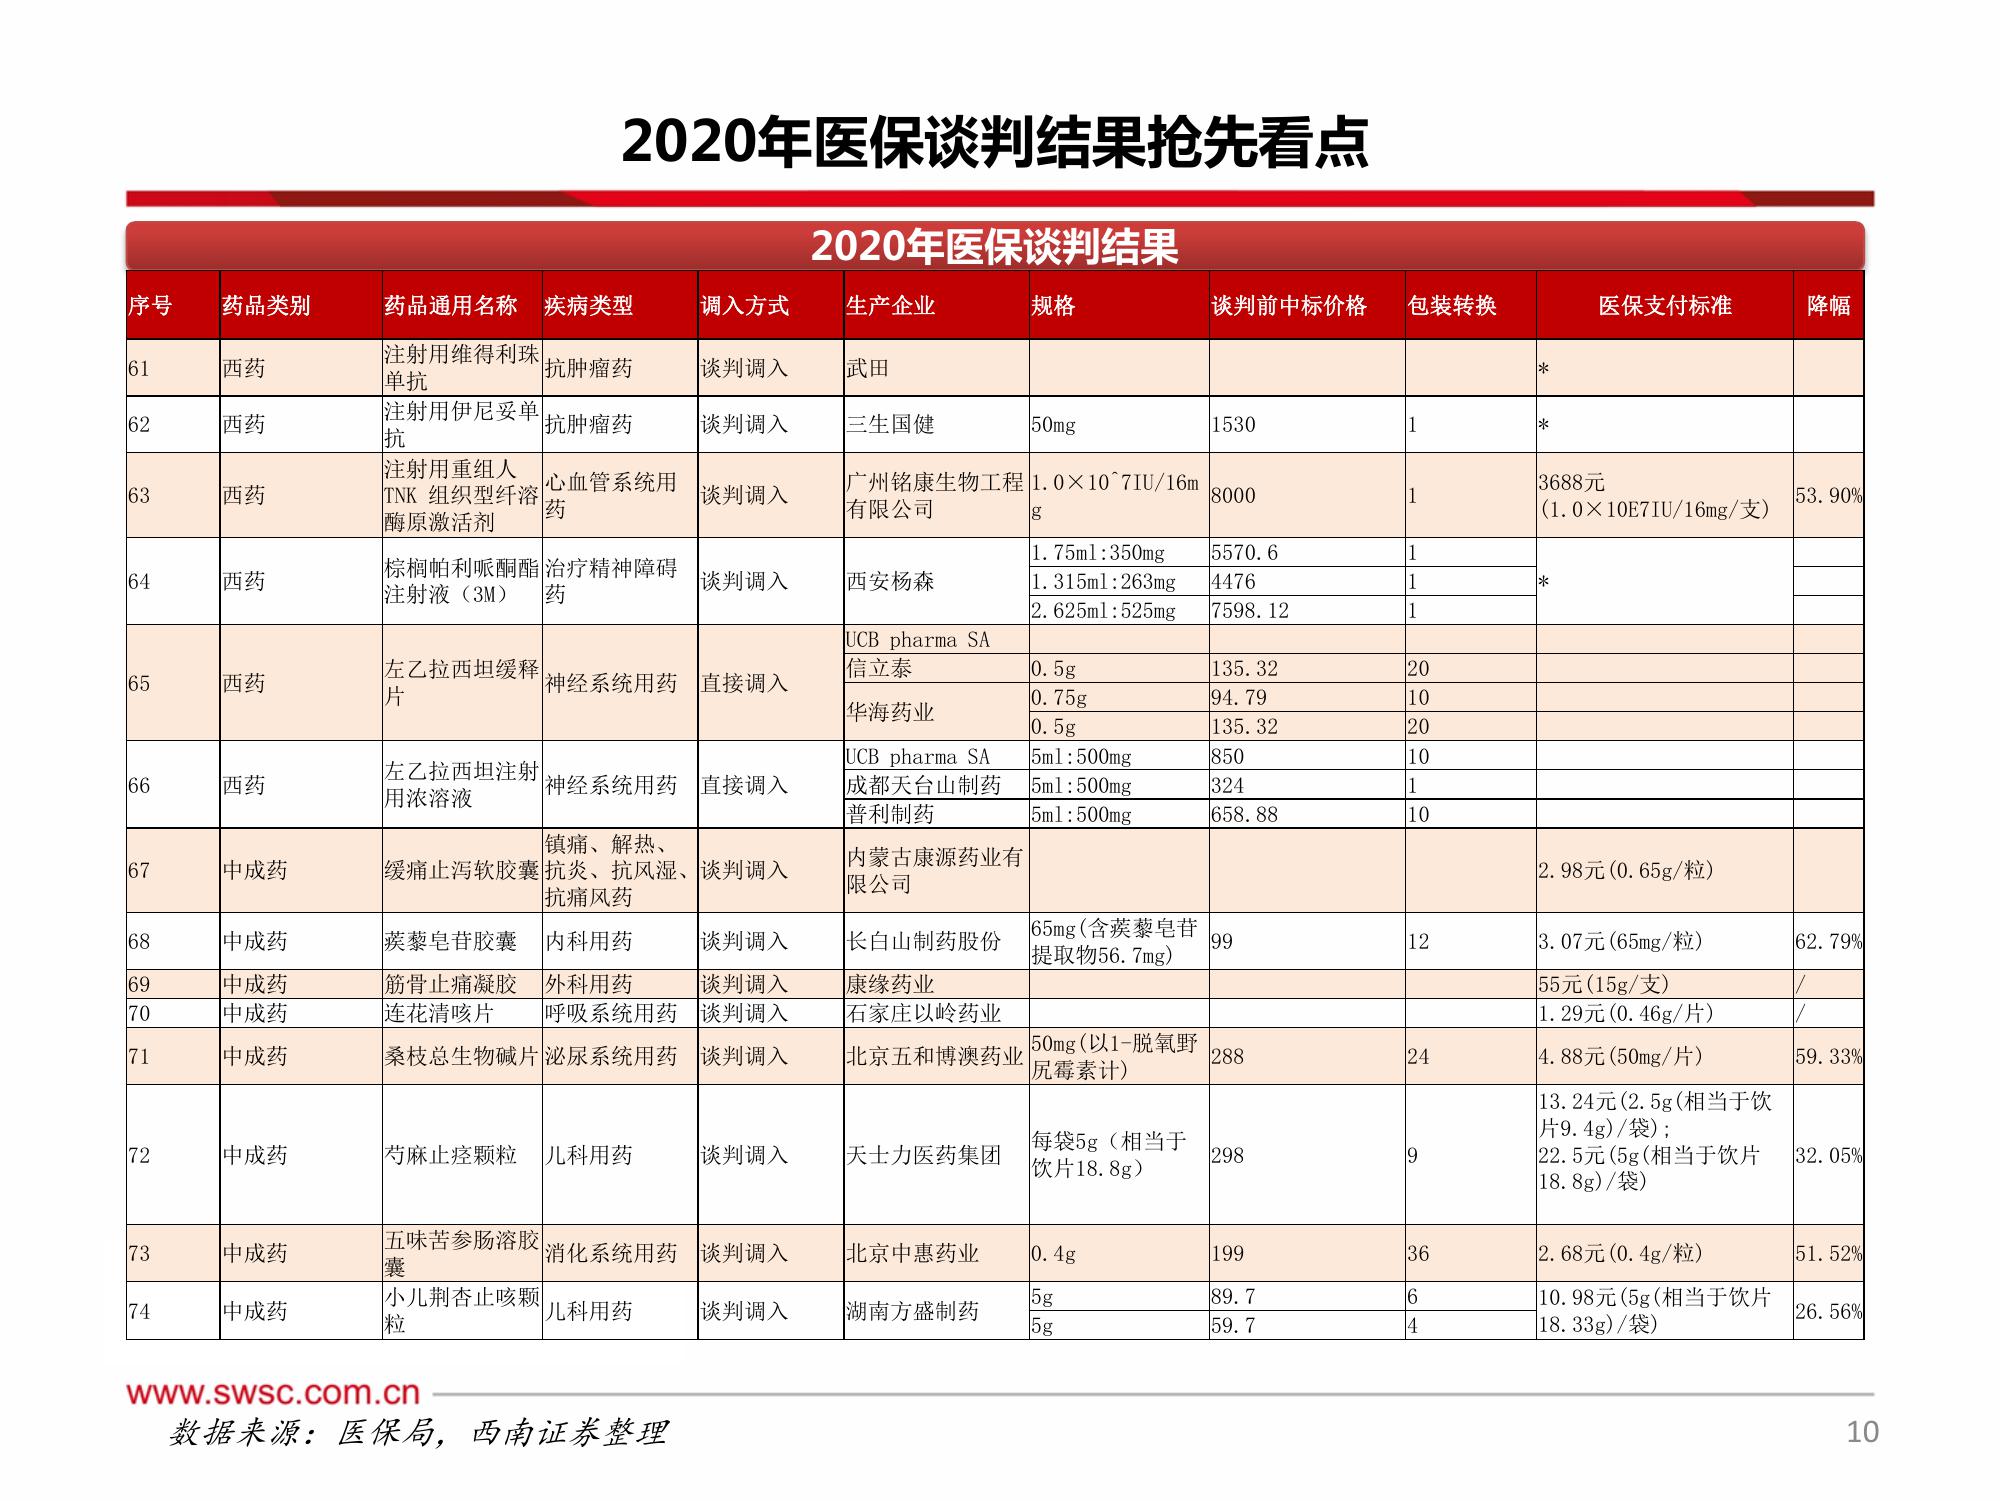 2020年医保谈判结果抢先看点
2020年医保谈判结果
序号 药品类别 药品通用名称 疾病类型 调入方式 生产企业 规格 谈判前中标价格 包装转换 医保支付标准 降幅
61 西药 注射用维得利珠单抗 抗肿瘤药 谈判调入 武田 *
62 西药 注射用伊尼妥单抗 抗肿瘤药 谈判调入 三生国健 50mg 1530 1 *
63 西药 注射用重组人TNK 组织型纤溶酶原激活剂 心血管系统用药 谈判调入 广州铭康生物工程有限公司 1.0×10^7IU/16mg 8000 1 3688元(1.0×10E7IU/16mg/支) 53.90%
64 西药 棕榈帕利哌酮酯注射液（3M） 治疗精神障碍药 谈判调入 西安杨森 1.75ml:350mg 5570.6 1 *
1.315ml:263mg 4476 1
2.625ml:525mg 7598.12 1
65 西药 左乙拉西坦缓释片 神经系统用药 直接调入 UCB pharma SA
信立泰 0.5g 135.32 20
华海药业 0.75g 94.79 10
0.5g 135.32 20
66 西药 左乙拉西坦注射用浓溶液 神经系统用药 直接调入 UCB pharma SA 5ml:500mg 850 10
成都天台山制药 5ml:500mg 324 1
普利制药 5ml:500mg 658.88 10
67 中成药 缓痛止泻软胶囊 镇痛、解热、抗炎、抗风湿、抗痛风药 谈判调入 内蒙古康源药业有限公司 2.98元(0.65g/粒)
68 中成药 蒺藜皂苷胶囊 内科用药 谈判调入 长白山制药股份 65mg(含蒺藜皂苷提取物56.7mg) 99 12 3.07元(65mg/粒) 62.79%
69 中成药 筋骨止痛凝胶 外科用药 谈判调入 康缘药业 55元(15g/支) /
70 中成药 连花清咳片 呼吸系统用药 谈判调入 石家庄以岭药业 1.29元(0.46g/片) /
71 中成药 桑枝总生物碱片 泌尿系统用药 谈判调入 北京五和博澳药业 50mg(以1-脱氧野尻霉素计) 288 24 4.88元(50mg/片) 59.33%
72 中成药 芍麻止痉颗粒 儿科用药 谈判调入 天士力医药集团 每袋5g（相当于饮片18.8g） 298 9 13.24元(2.5g(相当于饮片9.4g)/袋);22.5元(5g(相当于饮片18.8g)/袋) 32.05%
73 中成药 五味苦参肠溶胶囊 消化系统用药 谈判调入 北京中惠药业 0.4g 199 36 2.68元(0.4g/粒) 51.52%
74 中成药 小儿荆杏止咳颗粒 儿科用药 谈判调入 湖南方盛制药 5g 89.7 6 10.98元(5g(相当于饮片18.33g)/袋) 26.56%
5g 59.7 4
www.swsc.com.cn
数据来源：医保局，西南证券整理
10